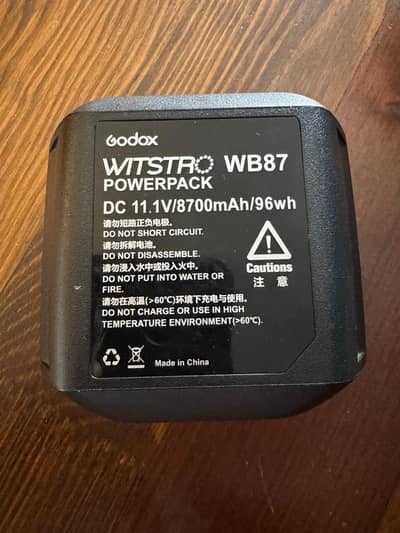 Godox
WITSTRO WB87
POWERPACK
DC 11.1V/8700mAh/96wh
请勿短路正负电极.
DO NOT SHORT CIRCUIT.
请勿拆解电池.
DO NOT DISASSEMBLE.
请勿浸入水中或投入火中.
DO NOT PUT INTO WATER OR
FIRE.
请勿在高温(>60℃)环境下充电与使用.
DO NOT CHARGE OR USE IN HIGH
TEMPERATURE ENVIRONMENT(>60℃).
!
Cautions
注 意
Made in China